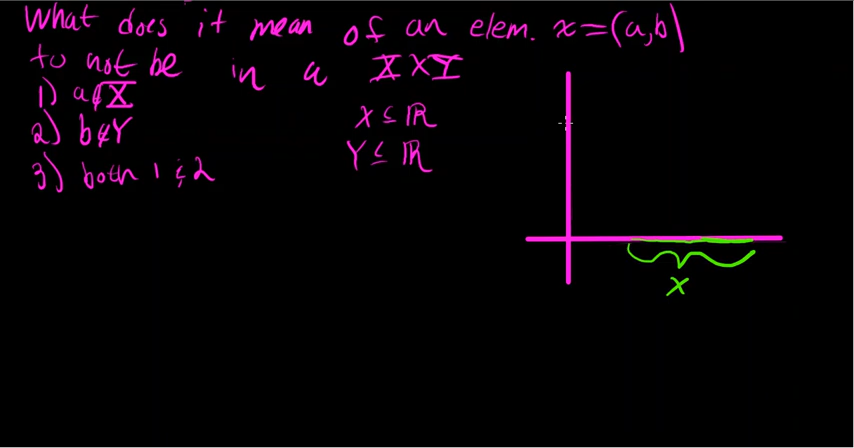 What does it mean of an elem. x=(a,b)
to not be in a X×Y
1) a∉X
2) b∉Y
3) both 1 & 2
X ⊆ ℝ
Y ⊆ ℝ
X